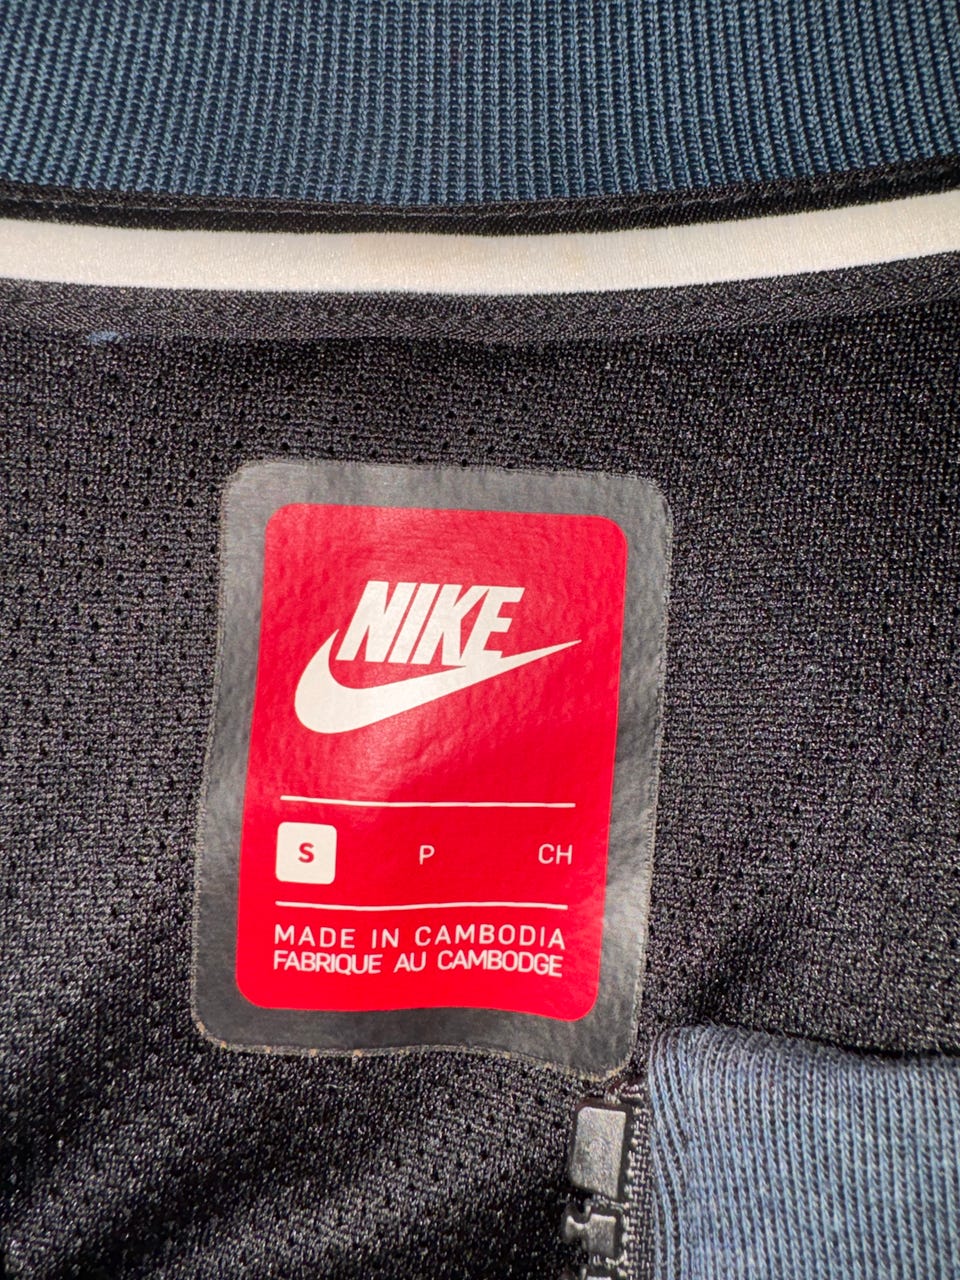 NIKE
S P CH
MADE IN CAMBODIA
FABRIQUE AU CAMBODGE